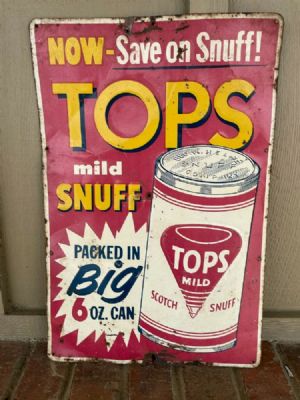 NOW-Save on Snuff!
TOPS
mild
SNUFF
PACKED IN
Big
6 OZ. CAN
TOPS
MILD
SCOTCH SNUFF